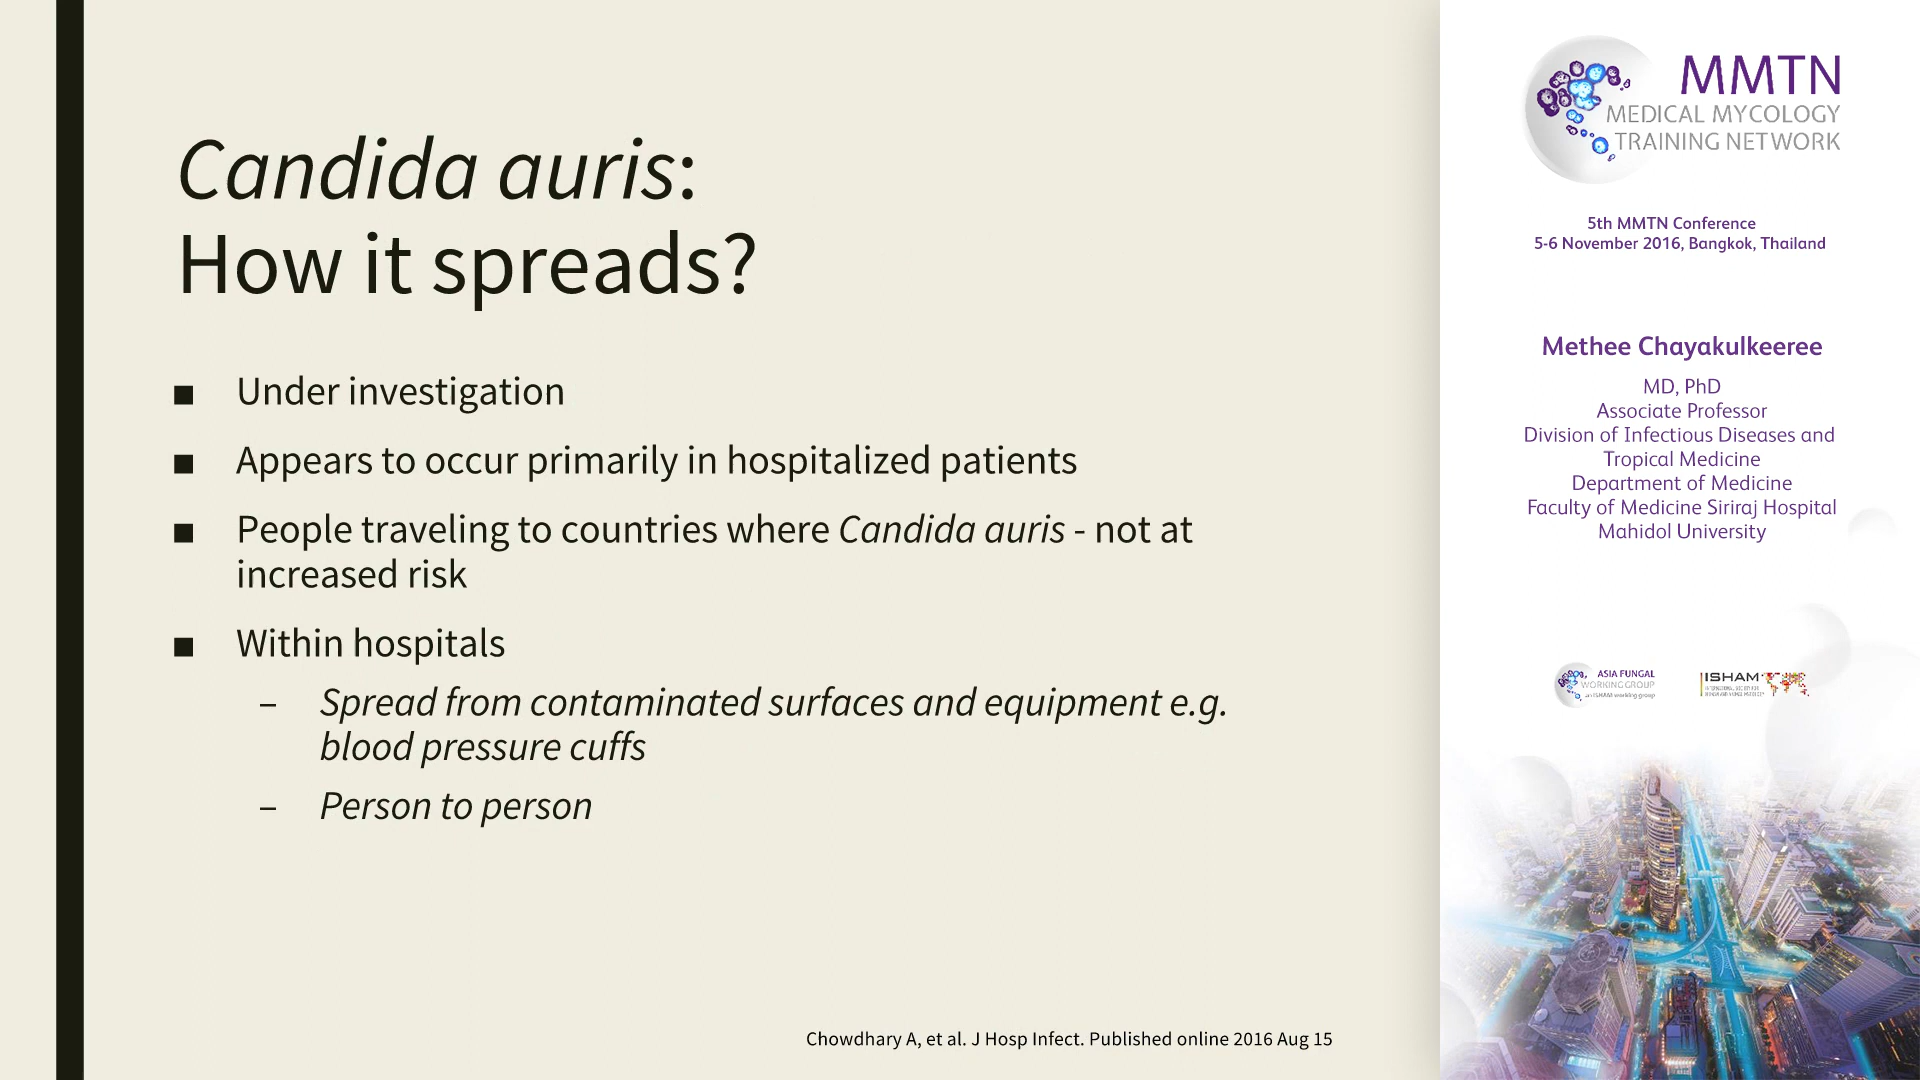 Candida auris:
How it spreads?
■ Under investigation
■ Appears to occur primarily in hospitalized patients
■ People traveling to countries where Candida auris - not at
increased risk
■ Within hospitals
– Spread from contaminated surfaces and equipment e.g.
blood pressure cuffs
– Person to person
Chowdhary A, et al. J Hosp Infect. Published online 2016 Aug 15
MMTN
MEDICAL MYCOLOGY
TRAINING NETWORK
5th MMTN Conference
5-6 November 2016, Bangkok, Thailand
Methee Chayakulkeeree
MD, PhD
Associate Professor
Division of Infectious Diseases and
Tropical Medicine
Department of Medicine
Faculty of Medicine Siriraj Hospital
Mahidol University
ASIA FUNGAL
WORKING GROUP
an ISHAM working group
ISHAM